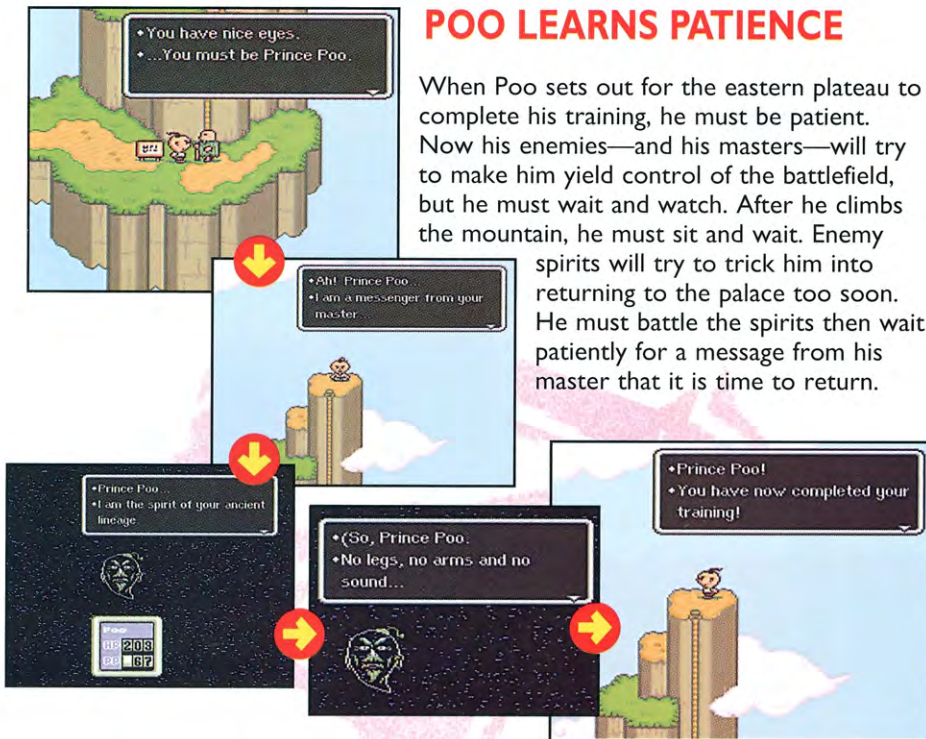 POO LEARNS PATIENCE
When Poo sets out for the eastern plateau to
complete his training, he must be patient.
Now his enemies—and his masters—will try
to make him yield control of the battlefield,
but he must wait and watch. After he climbs
the mountain, he must sit and wait. Enemy
spirits will try to trick him into
returning to the palace too soon.
He must battle the spirits then wait
patiently for a message from his
master that it is time to return.
•You have nice eyes.
•...You must be Prince Poo.
•Ah! Prince Poo...
•I am a messenger from your
master...
•Prince Poo...
•I am the spirit of your ancient
lineage.
Poo
HP 203
PP 67
•(So, Prince Poo.
•No legs, no arms and no
sound...
•Prince Poo!
•You have now completed your
training!